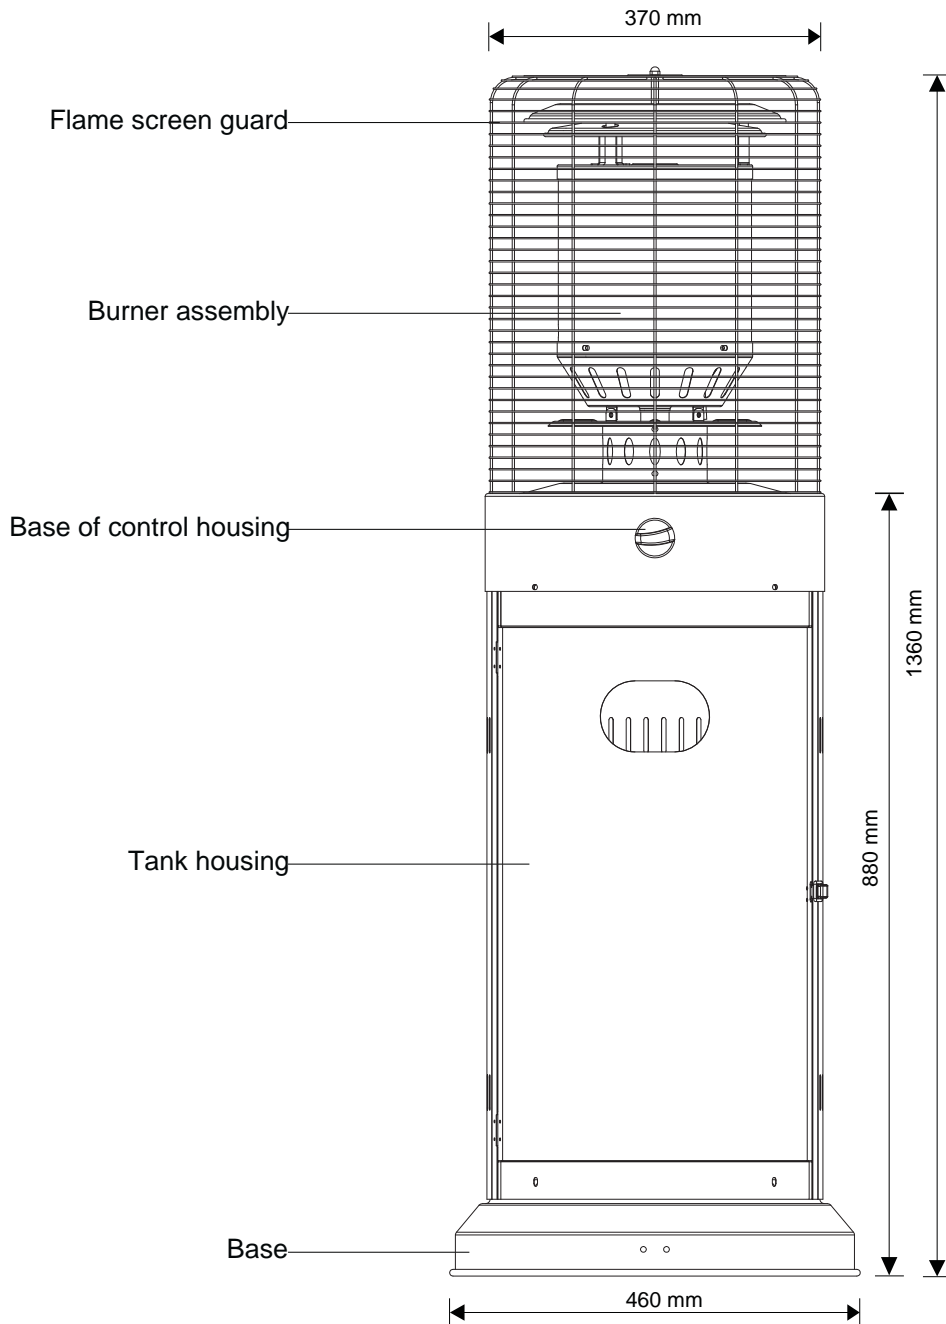 370 mm
Flame screen guard
Burner assembly
Base of control housing
1360 mm
880 mm
Tank housing
Base
460 mm